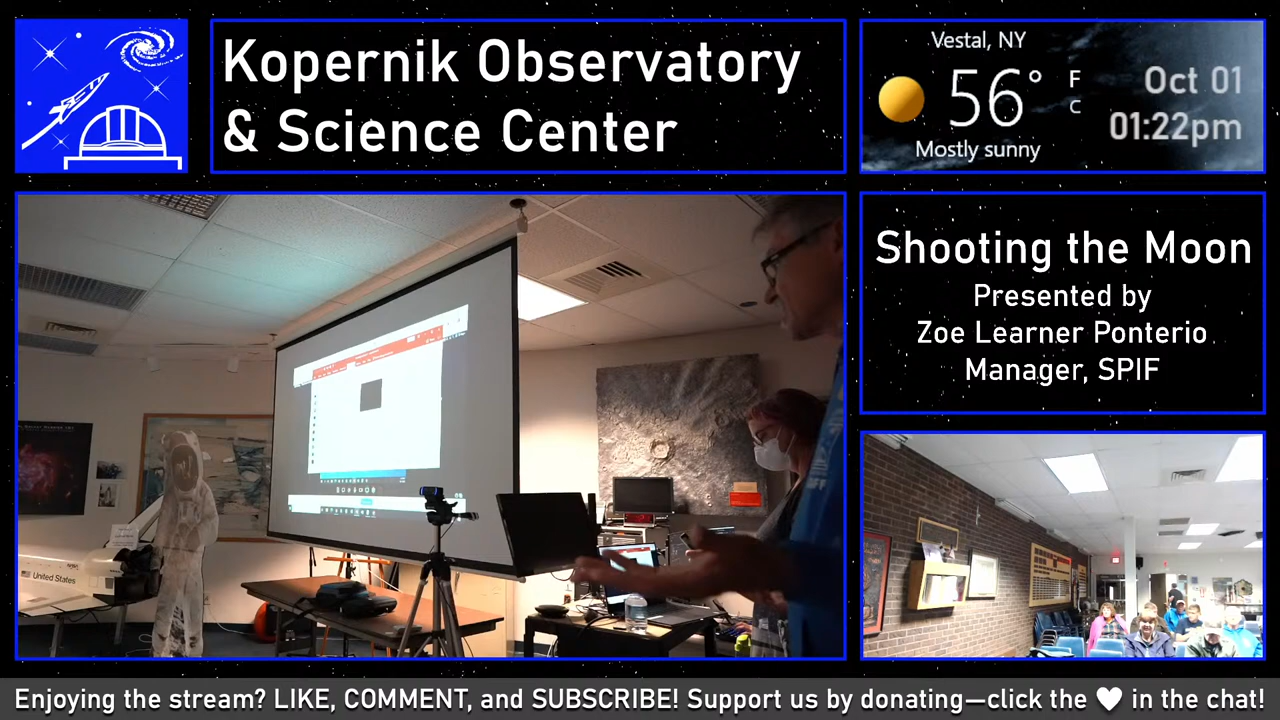 Kopernik Observatory
& Science Center
Vestal, NY
56°
F
C
Mostly sunny
Oct 01
01:22pm
Shooting the Moon
Presented by
Zoe Learner Ponterio
Manager, SPIF
United States
Enjoying the stream? LIKE, COMMENT, and SUBSCRIBE! Support us by donating—click the ♥ in the chat!